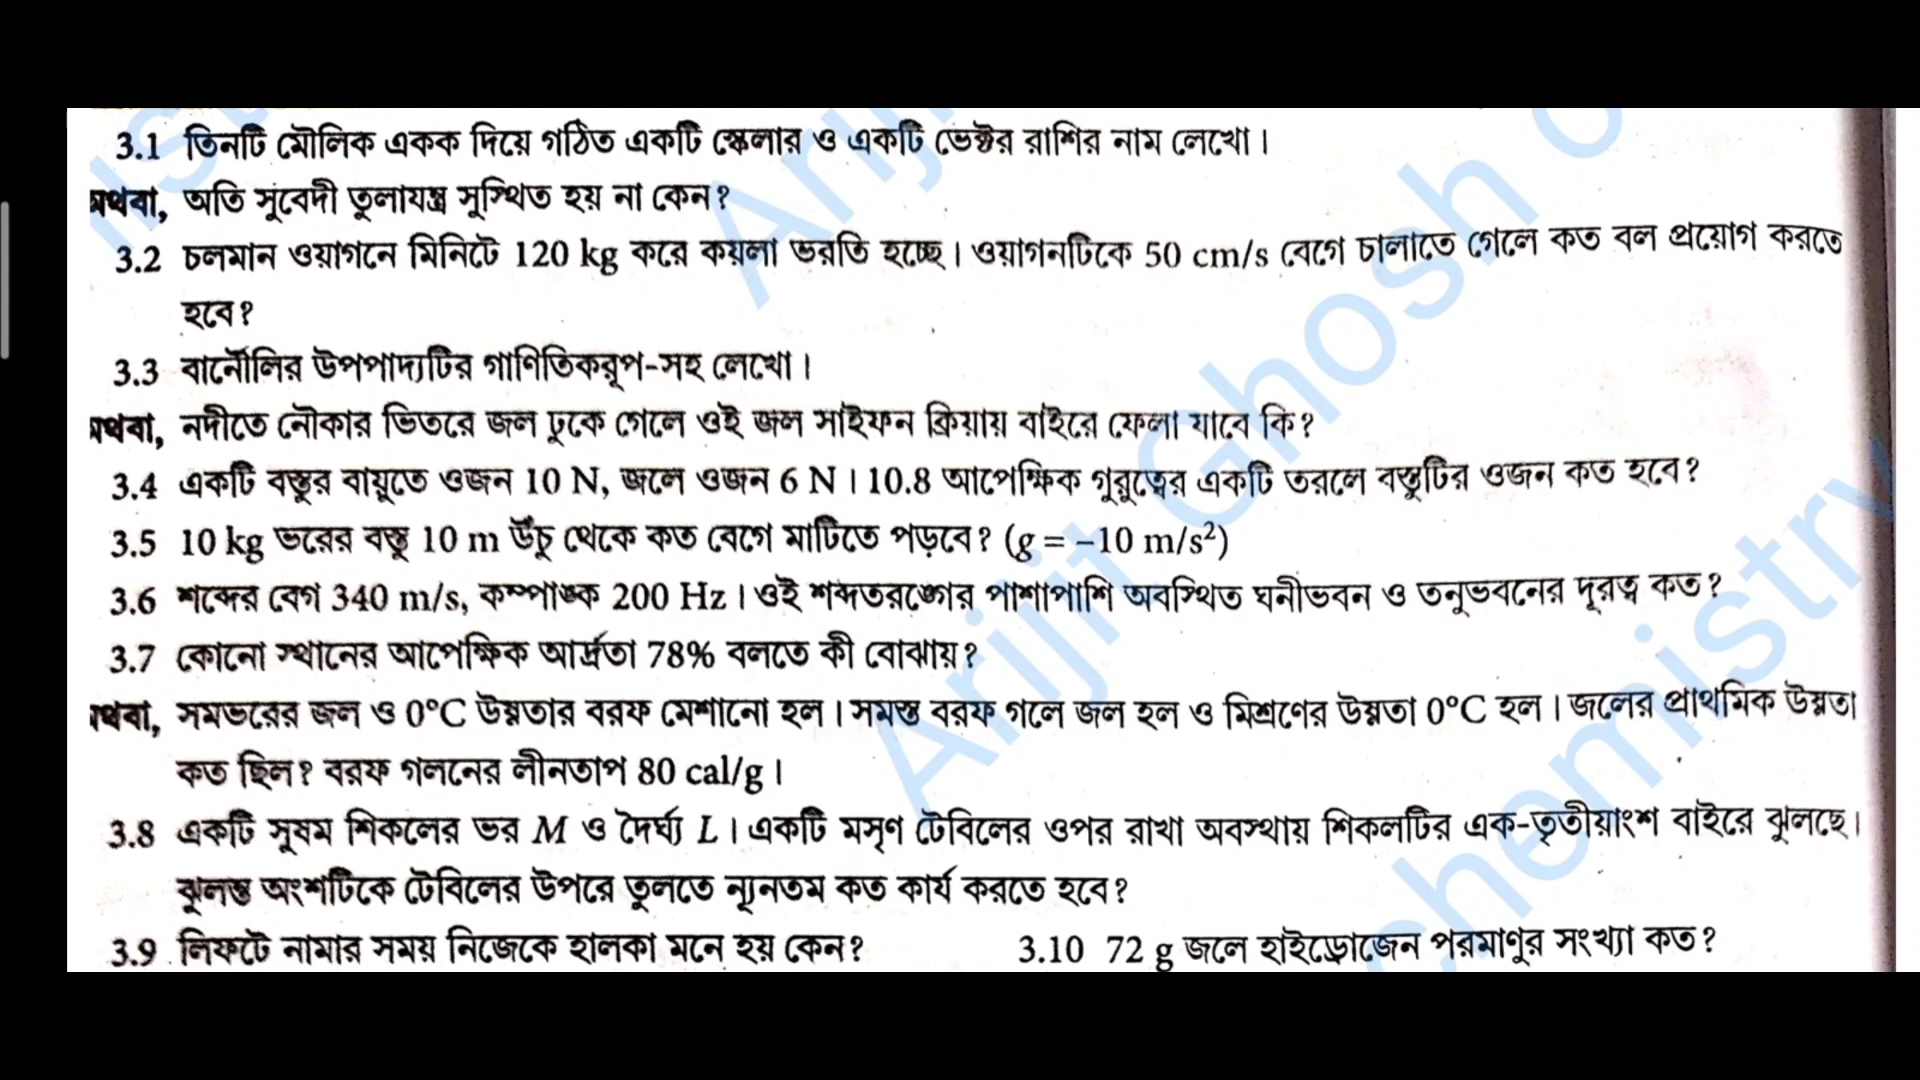 3.1 তিনটি মৌলিক একক দিয়ে গঠিত একটি স্কেলার ও একটি ভেক্টর রাশির নাম লেখো।
অথবা, অতি সুবেদী তুলাযন্ত্র সুস্থিত হয় না কেন?
3.2 চলমান ওয়াগনে মিনিটে 120 kg করে কয়লা ভরতি হচ্ছে। ওয়াগনটিকে 50 cm/s বেগে চালাতে গেলে কত বল প্রয়োগ করতে
হবে?
3.3 বার্নৌলির উপপাদ্যটির গাণিতিকরূপ-সহ লেখো।
অথবা, নদীতে নৌকার ভিতরে জল ঢুকে গেলে ওই জল সাইফন ক্রিয়ায় বাইরে ফেলা যাবে কি?
3.4 একটি বস্তুর বায়ুতে ওজন 10 N, জলে ওজন 6 N। 10.8 আপেক্ষিক গুরুত্বের একটি তরলে বস্তুটির ওজন কত হবে?
3.5 10 kg ভরের বস্তু 10 m উঁচু থেকে কত বেগে মাটিতে পড়বে? (g = −10 m/s²)
3.6 শব্দের বেগ 340 m/s, কম্পাঙ্ক 200 Hz। ওই শব্দতরঙ্গের পাশাপাশি অবস্থিত ঘনীভবন ও তনুভবনের দূরত্ব কত?
3.7 কোনো স্থানের আপেক্ষিক আর্দ্রতা 78% বলতে কী বোঝায়?
অথবা, সমভরের জল ও 0°C উষ্ণতার বরফ মেশানো হল। সমস্ত বরফ গলে জল হল ও মিশ্রণের উষ্ণতা 0°C হল। জলের প্রাথমিক উষ্ণতা
কত ছিল? বরফ গলনের লীনতাপ 80 cal/g।
3.8 একটি সুষম শিকলের ভর M ও দৈর্ঘ্য L। একটি মসৃণ টেবিলের ওপর রাখা অবস্থায় শিকলটির এক-তৃতীয়াংশ বাইরে ঝুলছে।
ঝুলন্ত অংশটিকে টেবিলের উপরে তুলতে ন্যূনতম কত কার্য করতে হবে?
3.9 লিফটে নামার সময় নিজেকে হালকা মনে হয় কেন? 3.10 72 g জলে হাইড্রোজেন পরমাণুর সংখ্যা কত?
Arijit Ghosh
chemistry